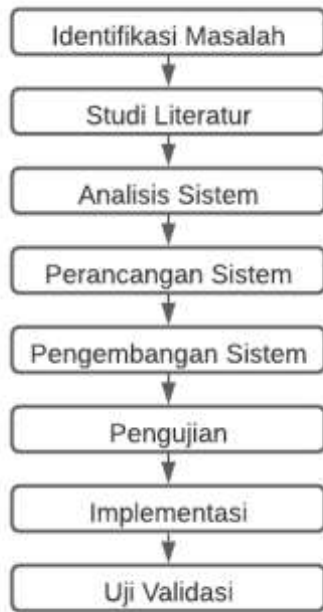 Identifikasi Masalah
Studi Literatur
Analisis Sistem
Perancangan Sistem
Pengembangan Sistem
Pengujian
Implementasi
Uji Validasi